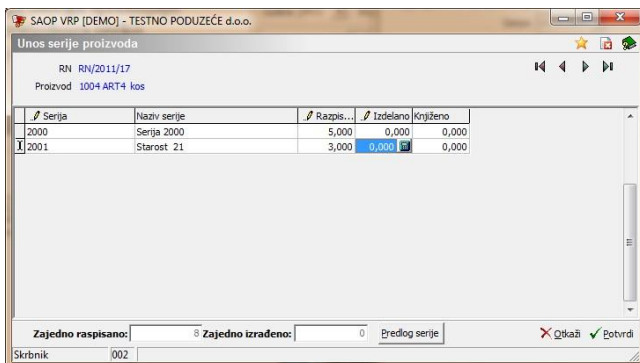 SAOP VRP [DEMO] - TESTNO PODUZEĆE d.o.o.
Unos serije proizvoda
RN RN/2011/17
Proizvod 1004 ART4 kos
Serija Naziv serije Razpis... Izdelano Knjiženo
2000 Serija 2000 5,000 0,000 0,000
2001 Starost 21 3,000 0,000 0,000
Zajedno raspisano: 8 Zajedno izrađeno: 0 Predlog serije Otkaži Potvrdi
Skrbnik 002